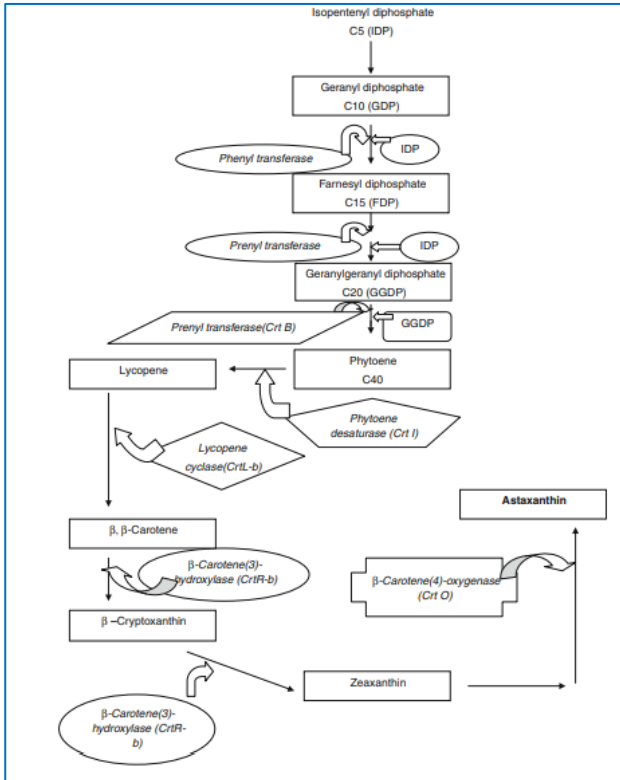 Isopentenyl diphosphate
C5 (IDP)
Geranyl diphosphate
C10 (GDP)
Phenyl transferase
IDP
Farnesyl diphosphate
C15 (FDP)
Prenyl transferase
IDP
Geranylgeranyl diphosphate
C20 (GGDP)
Prenyl transferase(Crt B)
GGDP
Phytoene
C40
Lycopene
Phytoene
desaturase (Crt I)
Lycopene
cyclase(CrtL-b)
Astaxanthin
β, β-Carotene
β-Carotene(3)-
hydroxylase (CrtR-b)
β-Carotene(4)-oxygenase
(Crt O)
β –Cryptoxanthin
Zeaxanthin
β-Carotene(3)-
hydroxylase (CrtR-
b)